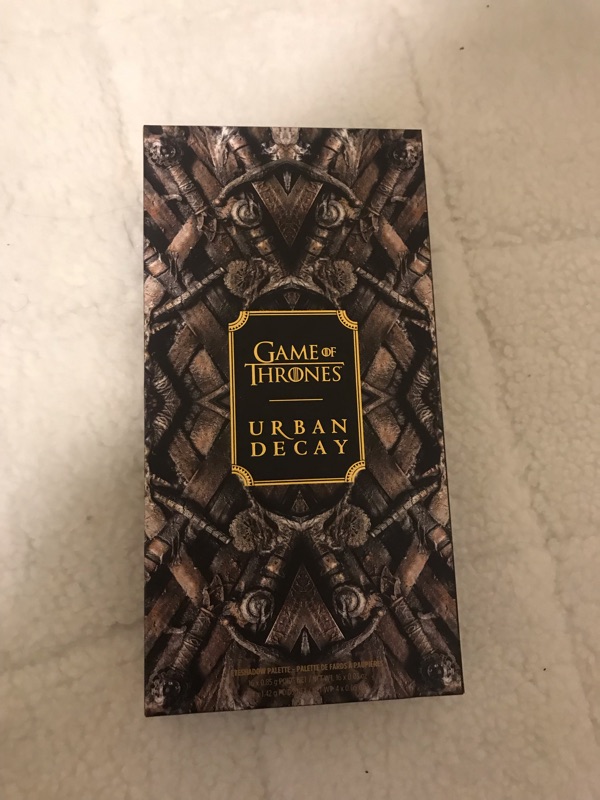 GAME OF
THRONES
URBAN
DECAY
EYESHADOW PALETTE - PALETTE DE FARDS À PAUPIÈRES